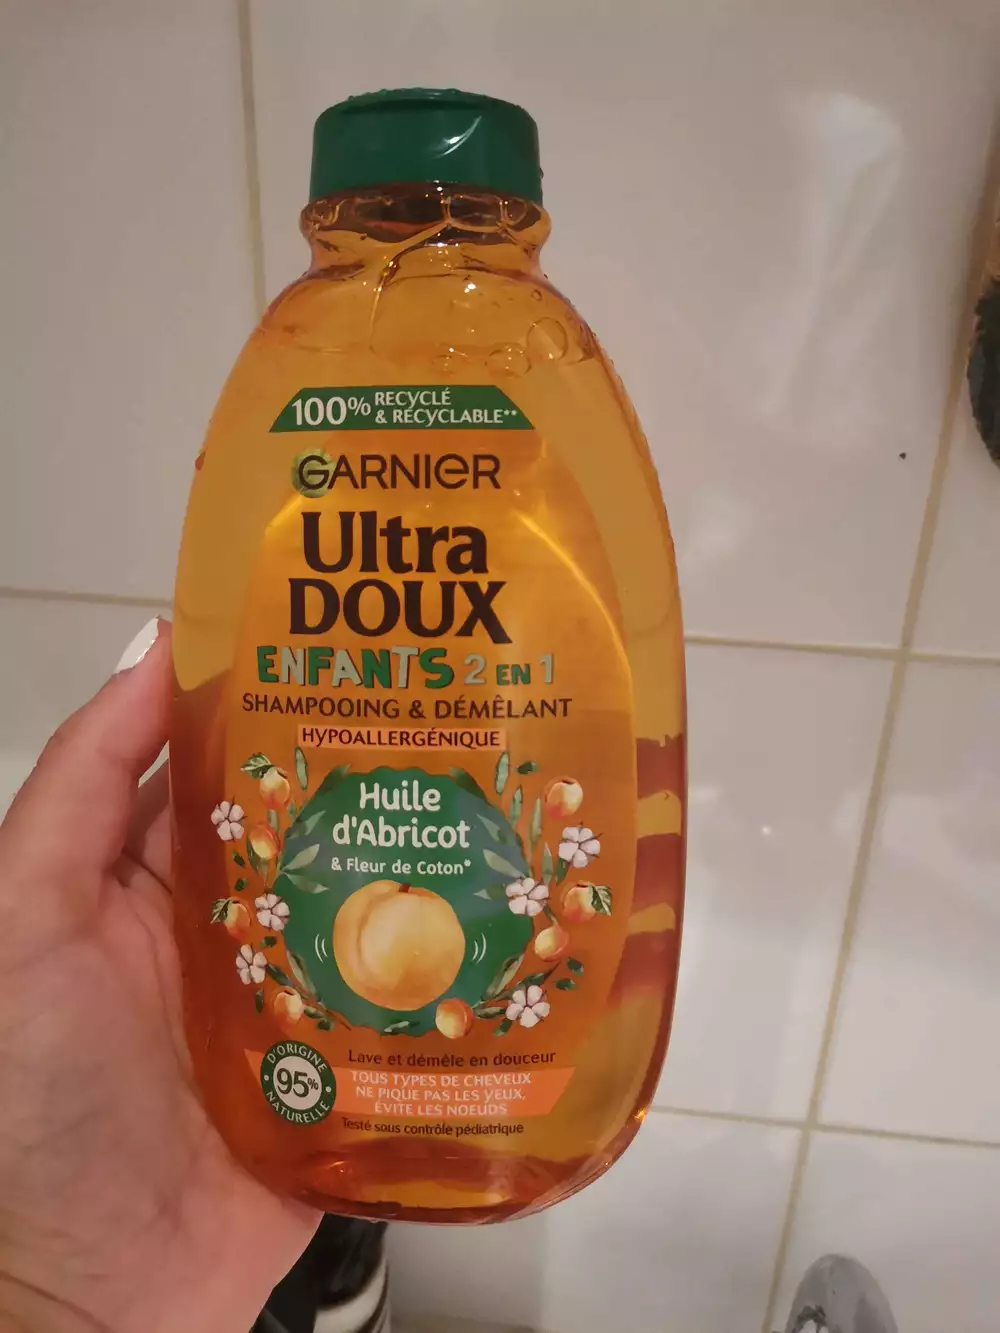 100% RECYCLÉ
& RECYCLABLE**
GARNIER
Ultra
DOUX
ENFANTS 2 EN 1
SHAMPOOING & DÉMÊLANT
HYPOALLERGÉNIQUE
Huile
d'Abricot
& Fleur de Coton*
D'ORIGINE
95%
NATURELLE
Lave et démêle en douceur
TOUS TYPES DE CHEVEUX
NE PIQUE PAS LES YEUX,
ÉVITE LES NOEUDS
Testé sous contrôle pédiatrique